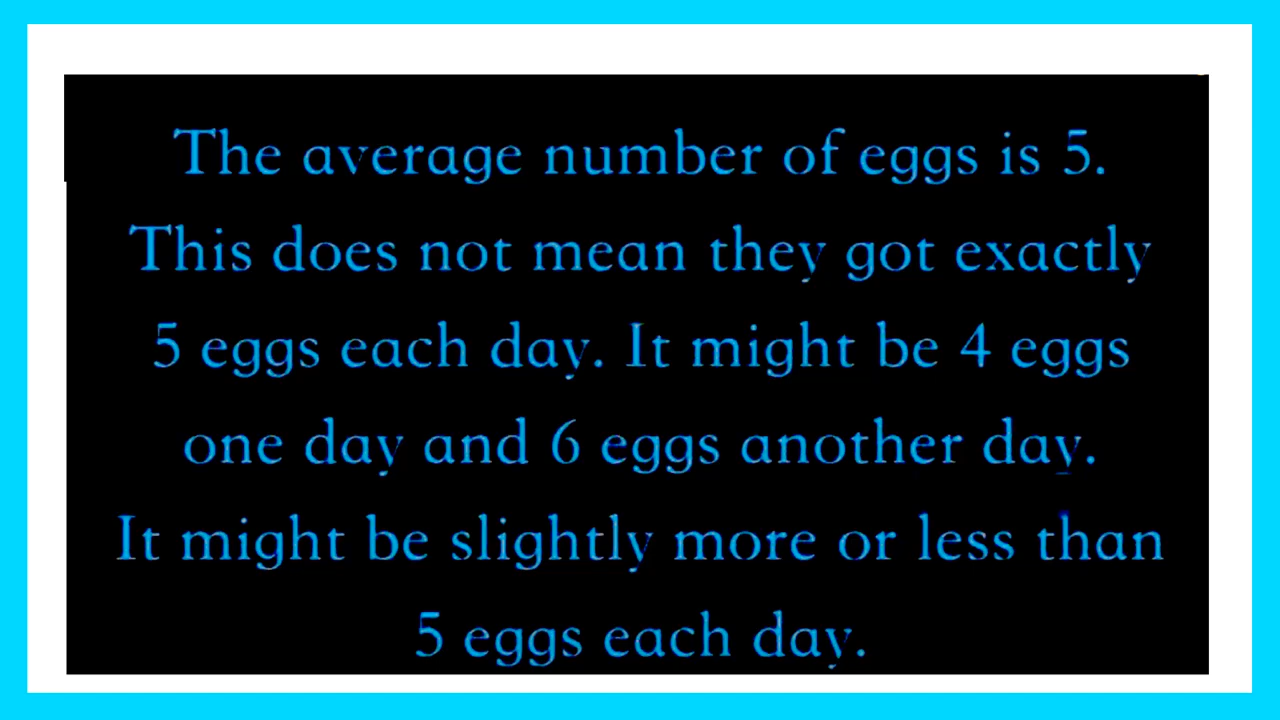 The average number of eggs is 5.
This does not mean they got exactly
5 eggs each day. It might be 4 eggs
one day and 6 eggs another day.
It might be slightly more or less than
5 eggs each day.